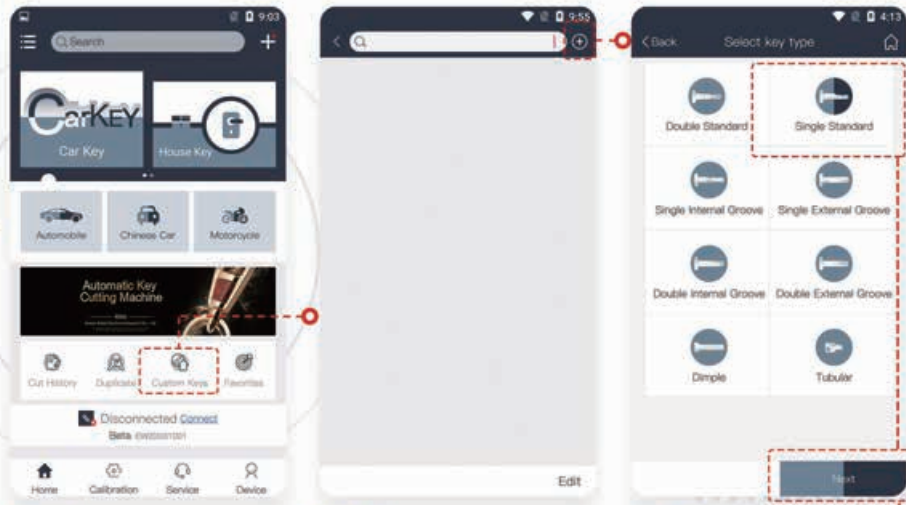 9:03
Search
CarKEY
Car Key
House Key
Automobile
Chinese Car
Motorcycle
Automatic Key
Cutting Machine
Cut History
Duplicate
Custom Keys
Favorites
Disconnected Connect
Beta
Home
Calibration
Service
Device
9:55
Edit
4:13
Back
Select key type
Double Standard
Single Standard
Single Internal Groove
Single External Groove
Double Internal Groove
Double External Groove
Dimple
Tubular
Next